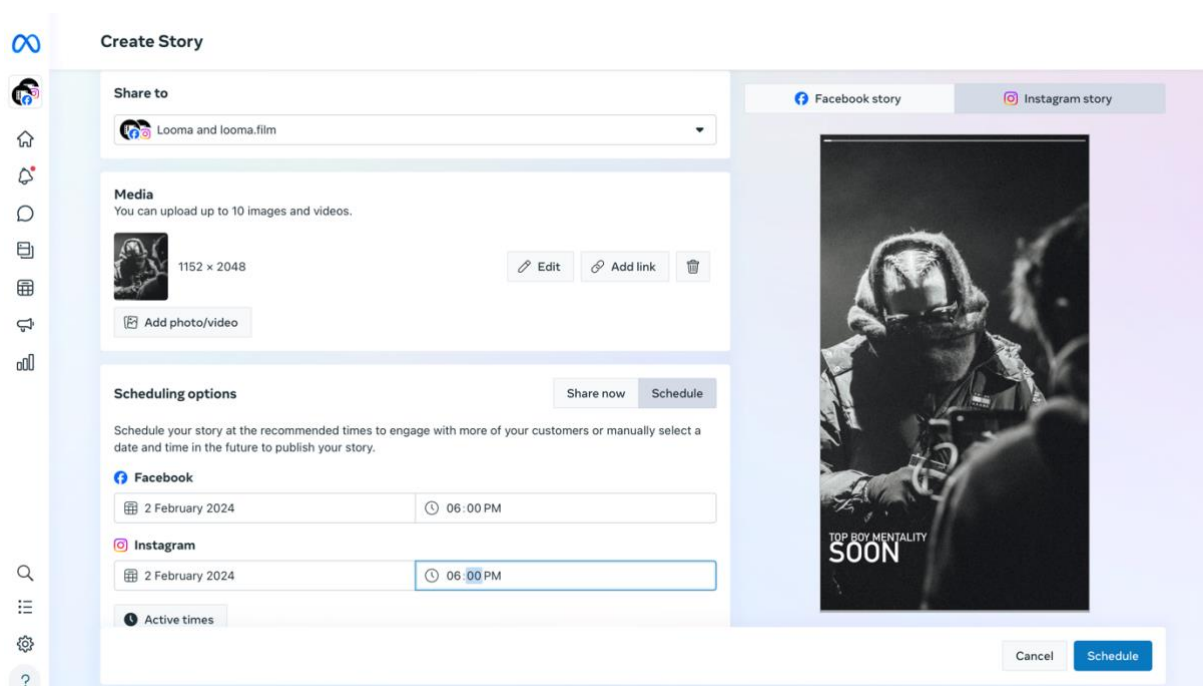 Create Story
Share to
Looma and looma.film
Media
You can upload up to 10 images and videos.
1152 × 2048
Edit
Add link
Add photo/video
Scheduling options
Share now
Schedule
Schedule your story at the recommended times to engage with more of your customers or manually select a
date and time in the future to publish your story.
Facebook
2 February 2024
06:00 PM
Instagram
2 February 2024
06:00 PM
Active times
Facebook story
Instagram story
TOP BOY MENTALITY
SOON
Cancel
Schedule